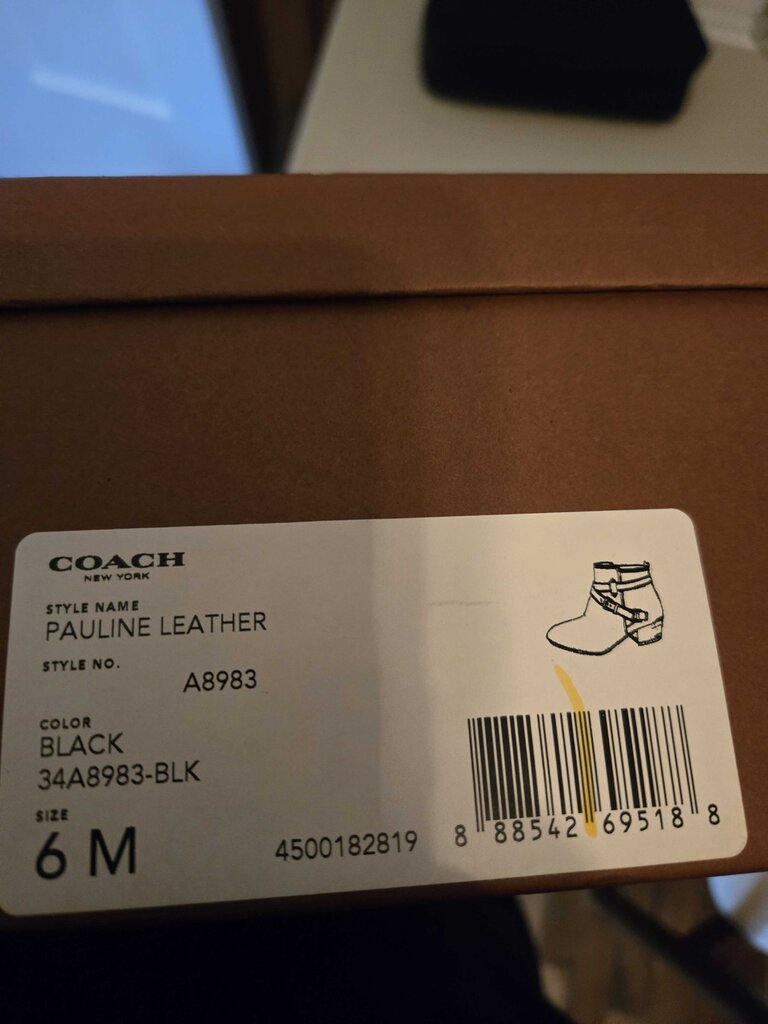 COACH
NEW YORK
STYLE NAME
PAULINE LEATHER
STYLE NO.
A8983
COLOR
BLACK
34A8983-BLK
SIZE
6 M
4500182819
8 88542 69518 8